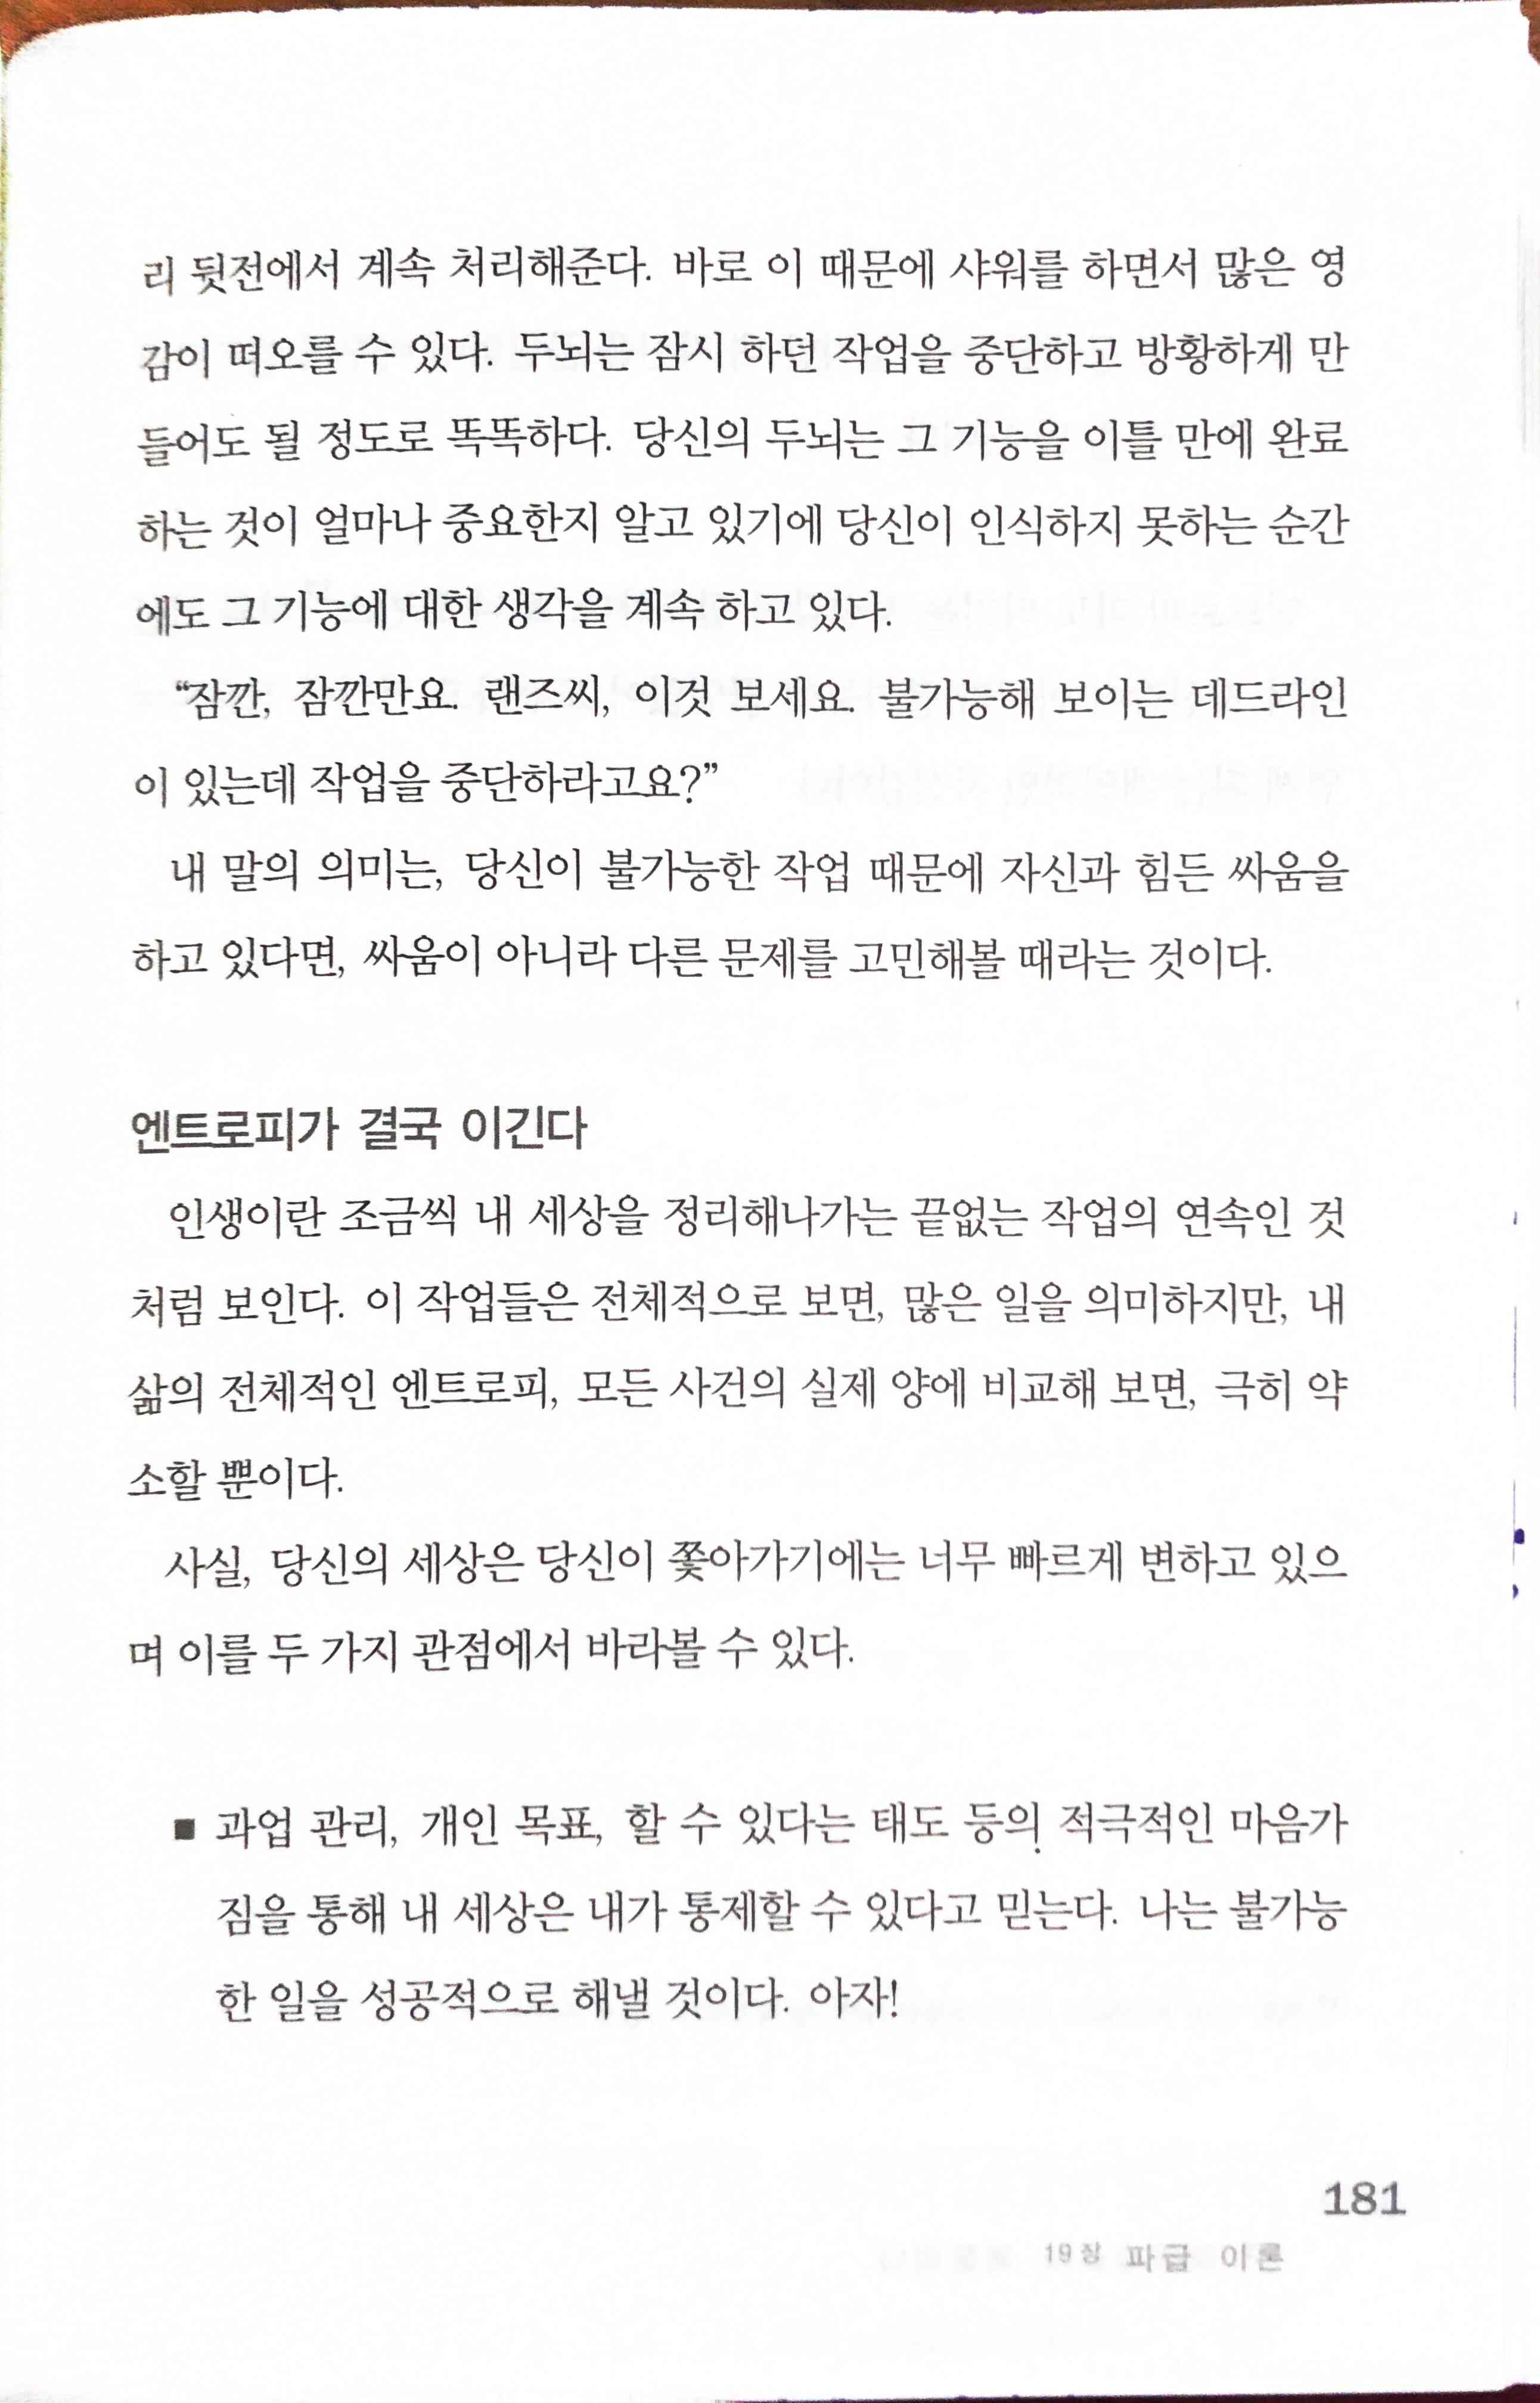 리 뒷전에서 계속 처리해준다. 바로 이 때문에 샤워를 하면서 많은 영
감이 떠오를 수 있다. 두뇌는 잠시 하던 작업을 중단하고 방황하게 만
들어도 될 정도로 똑똑하다. 당신의 두뇌는 그 기능을 이틀 만에 완료
하는 것이 얼마나 중요한지 알고 있기에 당신이 인식하지 못하는 순간
에도 그 기능에 대한 생각을 계속 하고 있다.
“잠깐, 잠깐만요. 랜즈씨, 이것 보세요. 불가능해 보이는 데드라인
이 있는데 작업을 중단하라고요?”
내 말의 의미는, 당신이 불가능한 작업 때문에 자신과 힘든 싸움을
하고 있다면, 싸움이 아니라 다른 문제를 고민해볼 때라는 것이다.
엔트로피가 결국 이긴다
인생이란 조금씩 내 세상을 정리해나가는 끝없는 작업의 연속인 것
처럼 보인다. 이 작업들은 전체적으로 보면, 많은 일을 의미하지만, 내
삶의 전체적인 엔트로피, 모든 사건의 실제 양에 비교해 보면, 극히 약
소할 뿐이다.
사실, 당신의 세상은 당신이 쫓아가기에는 너무 빠르게 변하고 있으
며 이를 두 가지 관점에서 바라볼 수 있다.
■ 과업 관리, 개인 목표, 할 수 있다는 태도 등의 적극적인 마음가
짐을 통해 내 세상은 내가 통제할 수 있다고 믿는다. 나는 불가능
한 일을 성공적으로 해낼 것이다. 아자!
181
19장 파급 이론